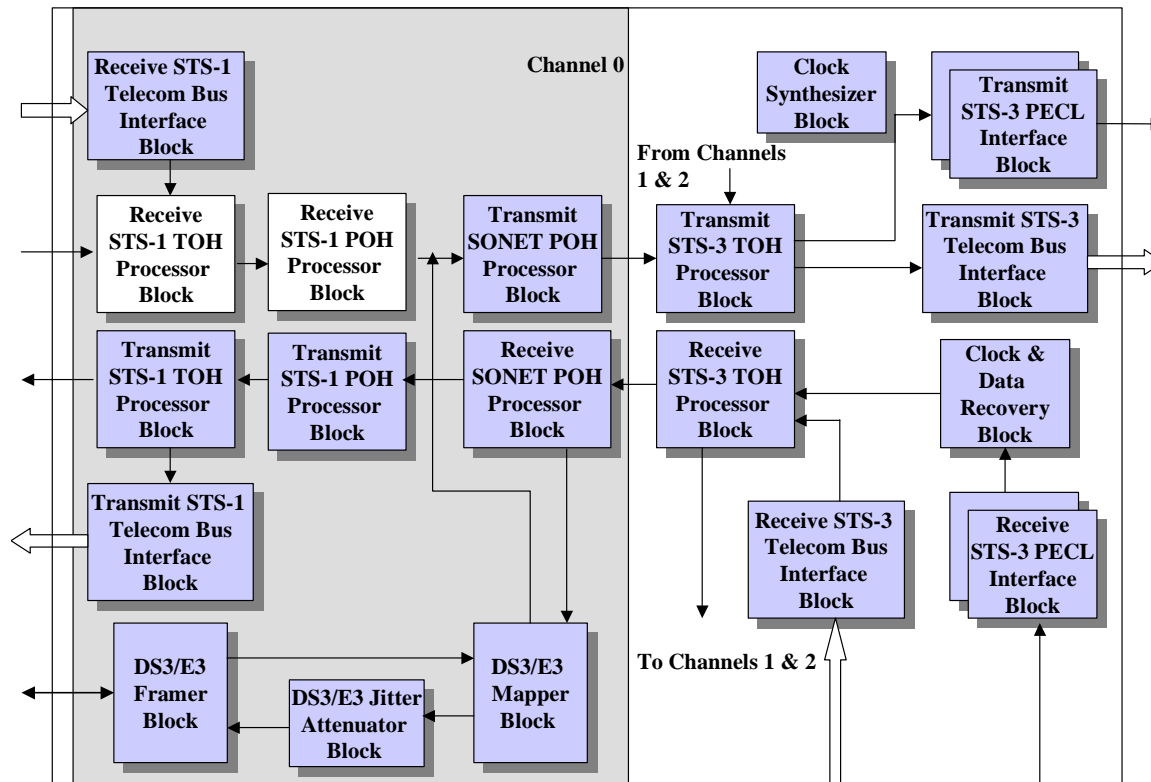 Receive STS-1
Telecom Bus
Interface
Block
Channel 0
Clock
Synthesizer
Block
Transmit
STS-3 PECL
Interface
Block
From Channels
1 & 2
Receive
STS-1 TOH
Processor
Block
Receive
STS-1 POH
Processor
Block
Transmit
SONET POH
Processor
Block
Transmit
STS-3 TOH
Processor
Block
Transmit STS-3
Telecom Bus
Interface
Block
Transmit
STS-1 TOH
Processor
Block
Transmit
STS-1 POH
Processor
Block
Receive
SONET POH
Processor
Block
Receive
STS-3 TOH
Processor
Block
Clock &
Data
Recovery
Block
Transmit STS-1
Telecom Bus
Interface
Block
Receive STS-3
Telecom Bus
Interface
Block
Receive
STS-3 PECL
Interface
Block
DS3/E3
Framer
Block
DS3/E3 Jitter
Attenuator
Block
DS3/E3
Mapper
Block
To Channels 1 & 2